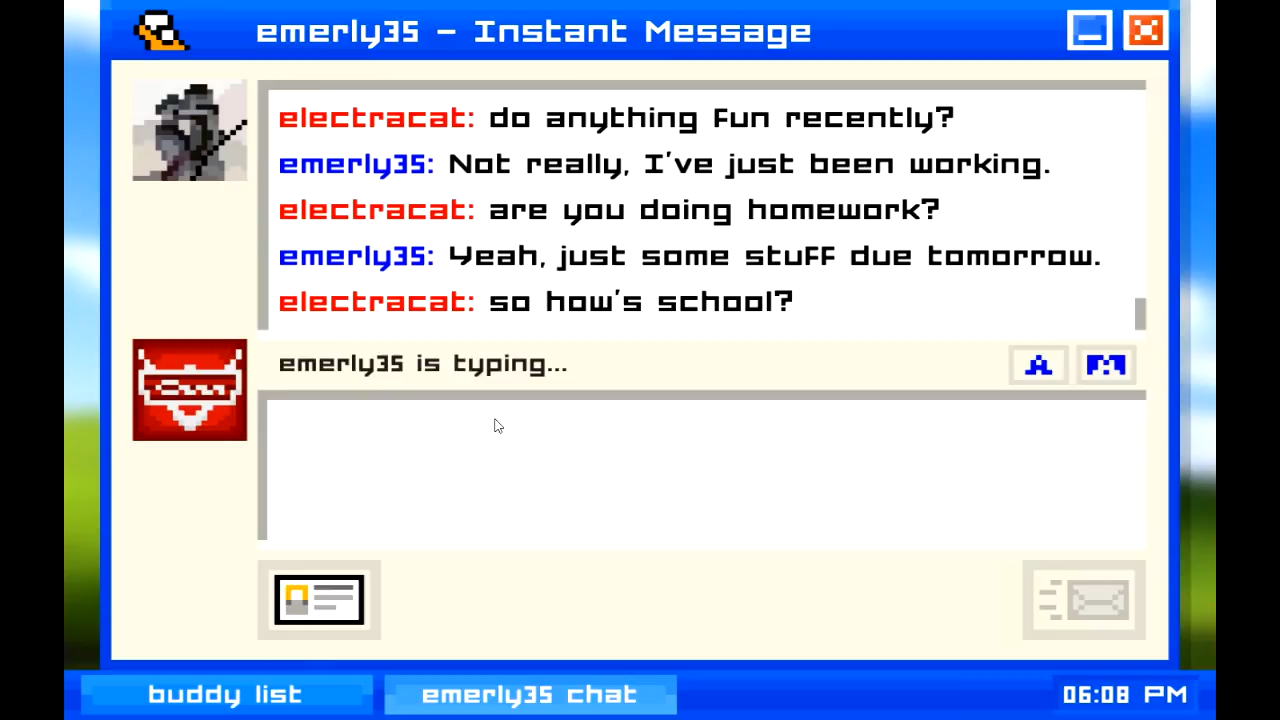 emerly35 - Instant Message
electracat: do anything fun recently?
emerly35: Not really, I've just been working.
electracat: are you doing homework?
emerly35: Yeah, just some stuff due tomorrow.
electracat: so how's school?
emerly35 is typing...
A
buddy list
emerly35 chat
06:08 PM